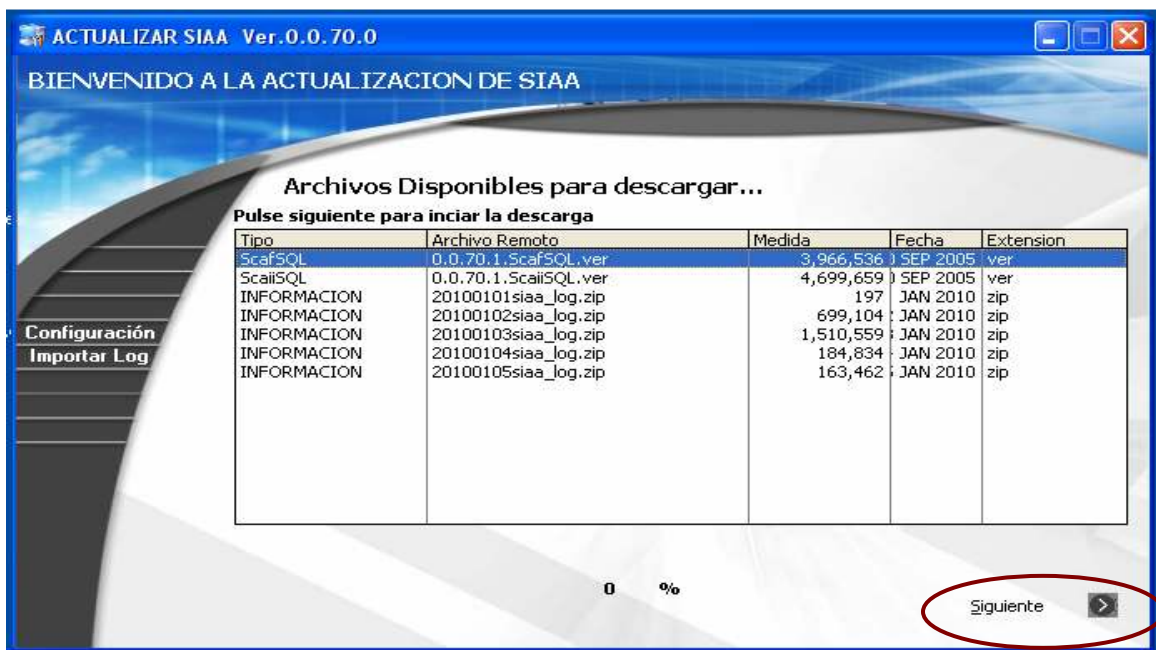 ACTUALIZAR SIAA Ver.0.0.70.0
BIENVENIDO A LA ACTUALIZACION DE SIAA
Archivos Disponibles para descargar...
Pulse siguiente para inciar la descarga
Tipo Archivo Remoto Medida Fecha Extension
ScafSQL 0.0.70.1.ScafSQL.ver 3,966,536 SEP 2005 ver
ScaiiSQL 0.0.70.1.ScaiiSQL.ver 4,699,659 SEP 2005 ver
INFORMACION 20100101siaa_log.zip 197 JAN 2010 zip
INFORMACION 20100102siaa_log.zip 699,104 JAN 2010 zip
INFORMACION 20100103siaa_log.zip 1,510,559 JAN 2010 zip
INFORMACION 20100104siaa_log.zip 184,834 JAN 2010 zip
INFORMACION 20100105siaa_log.zip 163,462 JAN 2010 zip
Configuración
Importar Log
0 %
Siguiente